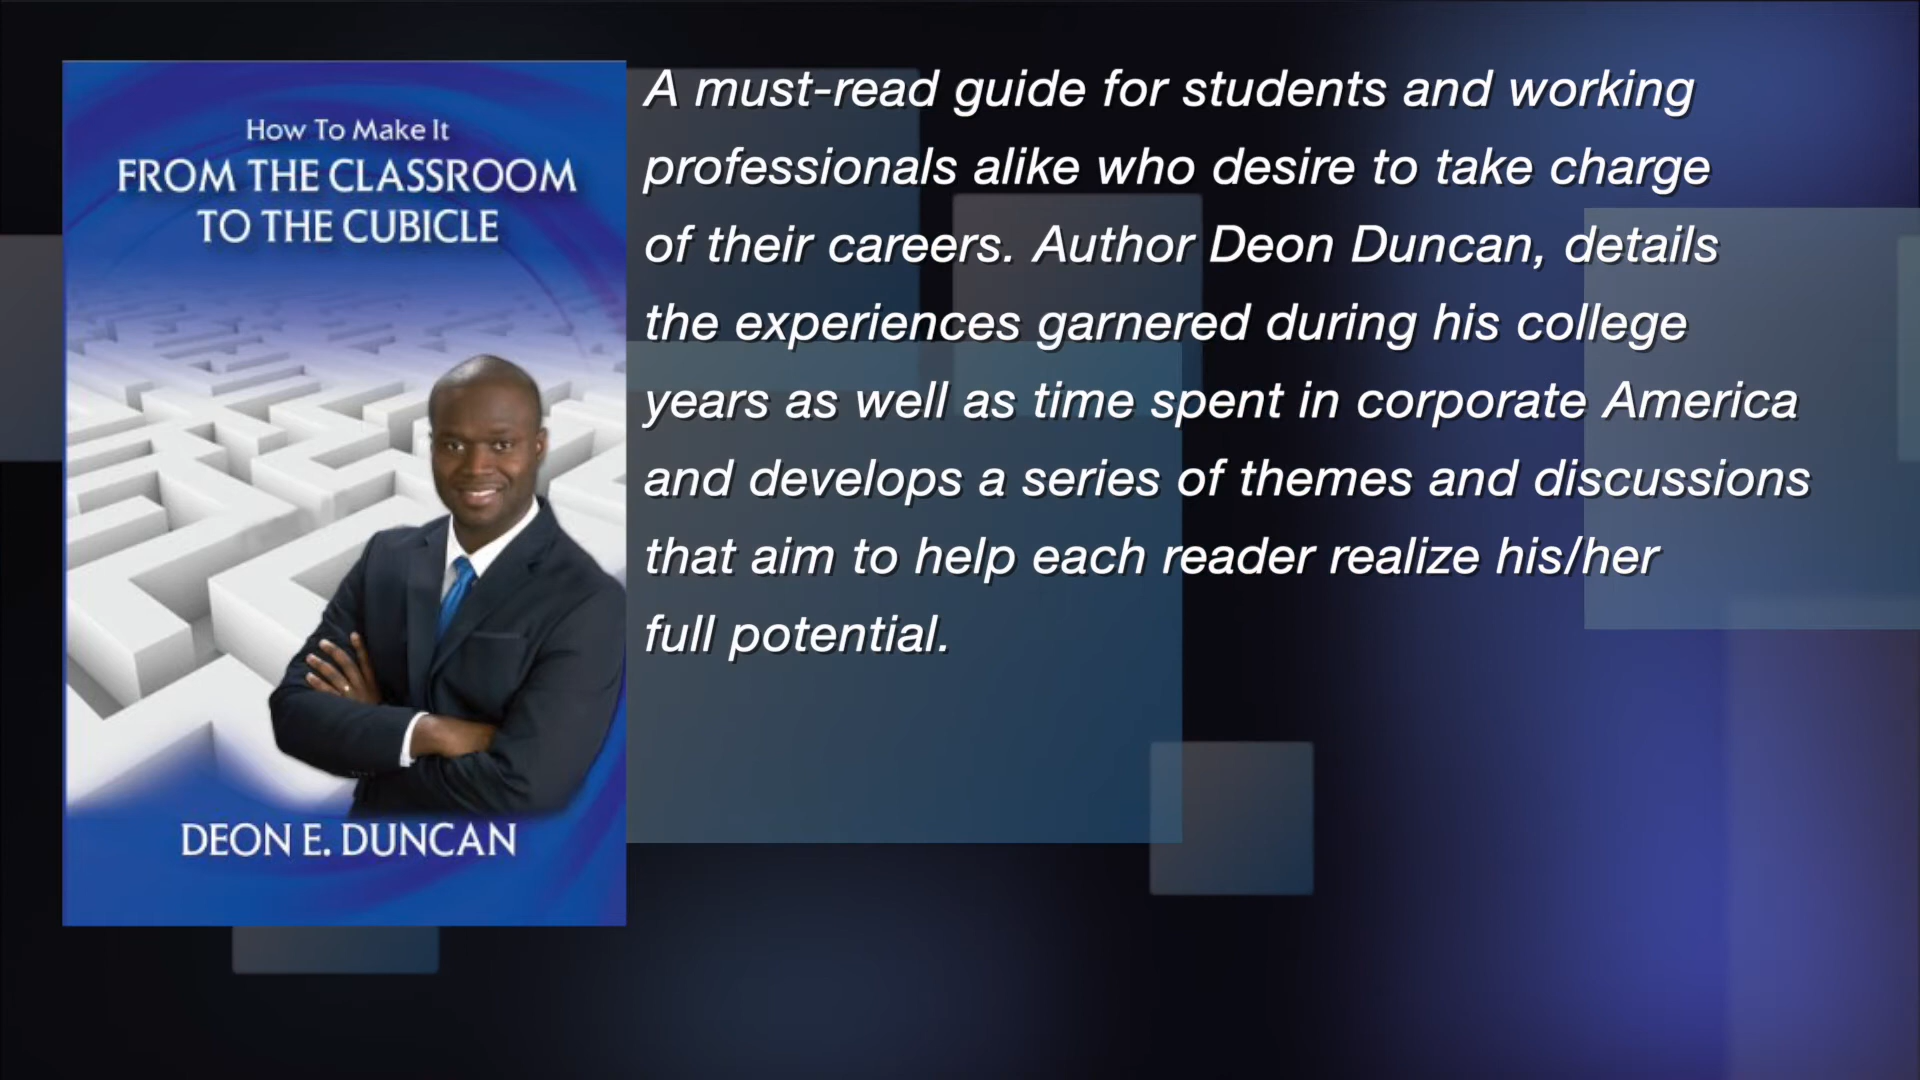 How To Make It
FROM THE CLASSROOM
TO THE CUBICLE
DEON E. DUNCAN
A must-read guide for students and working
professionals alike who desire to take charge
of their careers. Author Deon Duncan, details
the experiences garnered during his college
years as well as time spent in corporate America
and develops a series of themes and discussions
that aim to help each reader realize his/her
full potential.